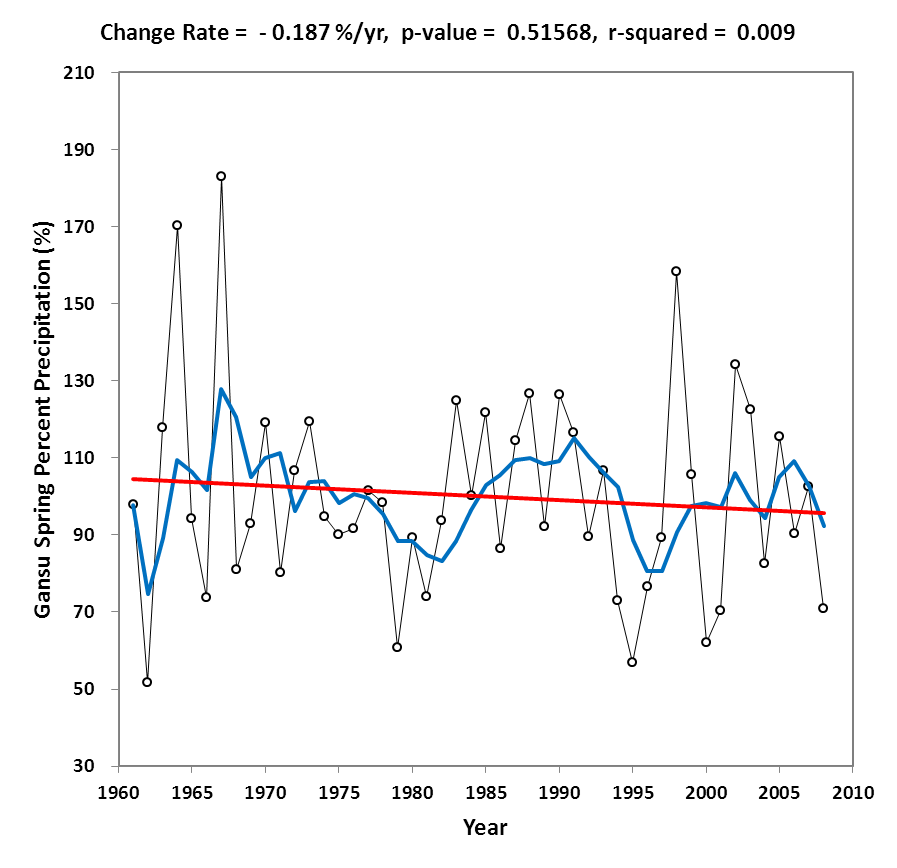 Change Rate = - 0.187 %/yr, p-value = 0.51568, r-squared = 0.009
210
190
170
150
130
110
90
70
50
30
Gansu Spring Percent Precipitation (%)
1960 1965 1970 1975 1980 1985 1990 1995 2000 2005 2010
Year